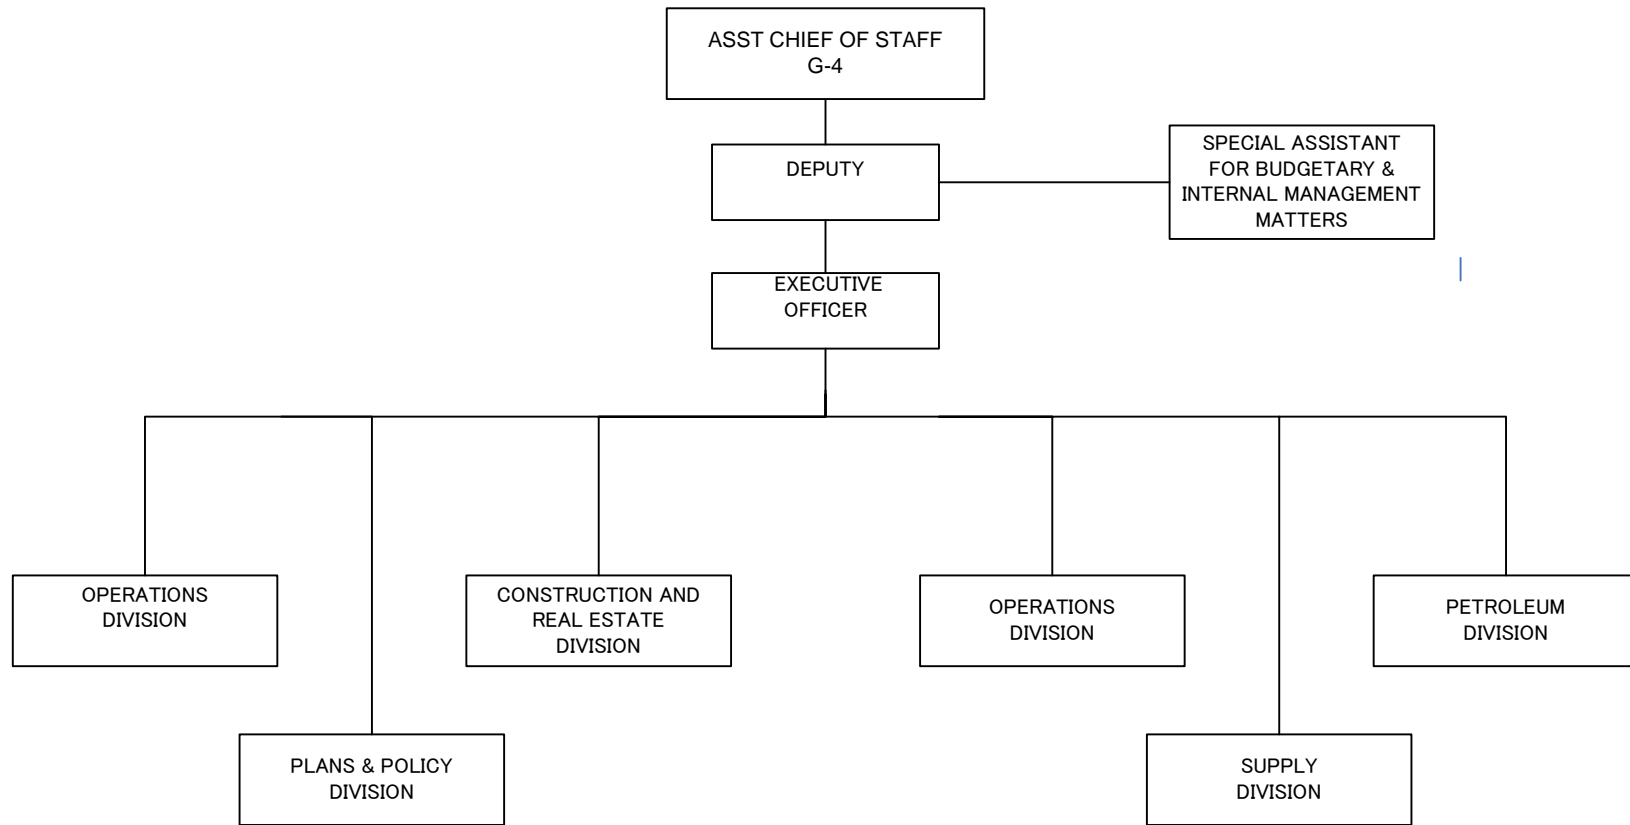 ASST CHIEF OF STAFF
G-4
DEPUTY
SPECIAL ASSISTANT
FOR BUDGETARY &
INTERNAL MANAGEMENT
MATTERS
EXECUTIVE
OFFICER
OPERATIONS
DIVISION
CONSTRUCTION AND
REAL ESTATE
DIVISION
OPERATIONS
DIVISION
PETROLEUM
DIVISION
PLANS & POLICY
DIVISION
SUPPLY
DIVISION